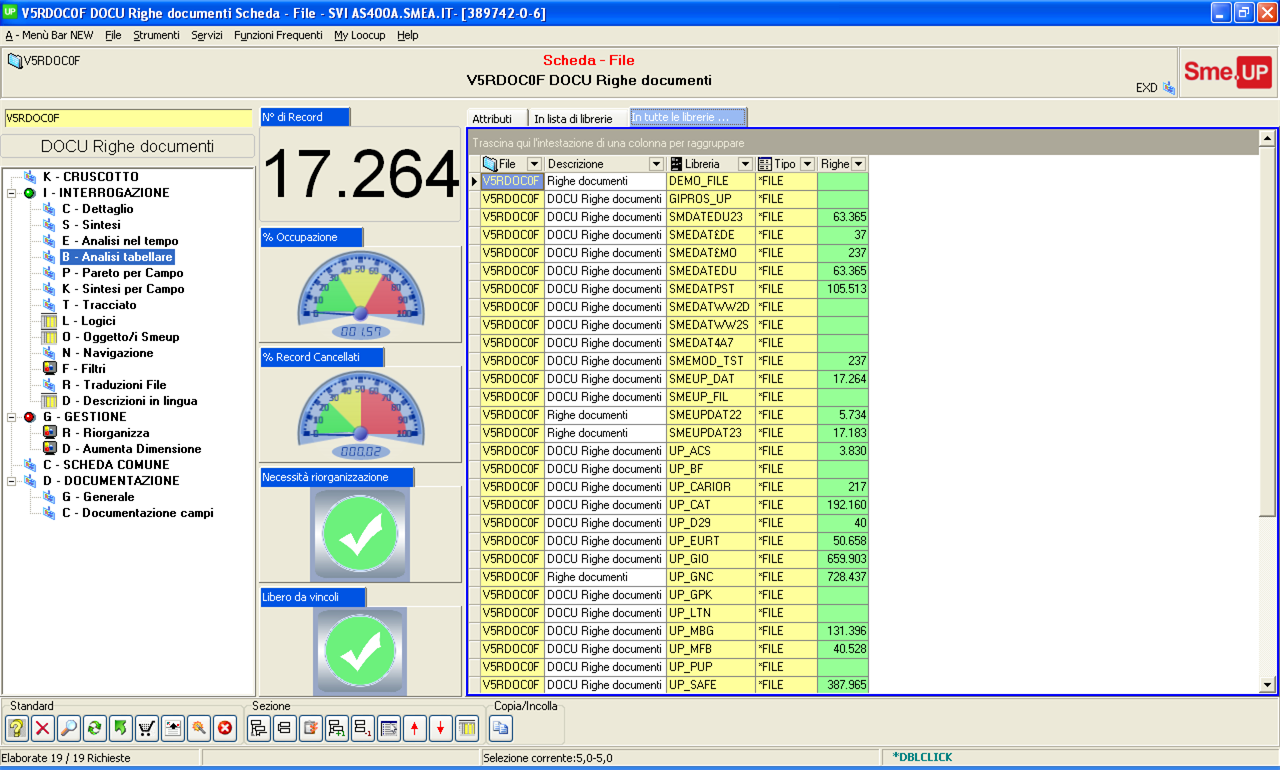 V5RDOC0F DOCU Righe documenti Scheda - File - SVI AS400A.SMEA.IT- [389742-0-6]
A - Menù Bar NEW File Strumenti Servizi Funzioni Frequenti My Loocup Help
V5RDOC0F
Scheda - File
V5RDOC0F DOCU Righe documenti
EXD
Sme.UP
V5RDOC0F
DOCU Righe documenti
K - CRUSCOTTO
I - INTERROGAZIONE
C - Dettaglio
S - Sintesi
E - Analisi nel tempo
B - Analisi tabellare
P - Pareto per Campo
K - Sintesi per Campo
T - Tracciato
L - Logici
O - Oggetto/i Smeup
N - Navigazione
F - Filtri
R - Traduzioni File
D - Descrizioni in lingua
G - GESTIONE
R - Riorganizza
D - Aumenta Dimensione
C - SCHEDA COMUNE
D - DOCUMENTAZIONE
G - Generale
C - Documentazione campi
N° di Record
17.264
% Occupazione
0 10 20 30 40 50 60 70 80 90 100
001.57
% Record Cancellati
0 10 20 30 40 50 60 70 80 90 100
000.02
Necessità riorganizzazione
Libero da vincoli
Attributi In lista di librerie In tutte le librerie ...
Trascina qui l'intestazione di una colonna per raggruppare
File Descrizione Libreria Tipo Righe
V5RDOC0F Righe documenti DEMO_FILE *FILE
V5RDOC0F DOCU Righe documenti GIPROS_UP *FILE
V5RDOC0F DOCU Righe documenti SMDATEDU23 *FILE 63.365
V5RDOC0F DOCU Righe documenti SMEDAT£DE *FILE 37
V5RDOC0F DOCU Righe documenti SMEDAT£MO *FILE 237
V5RDOC0F DOCU Righe documenti SMEDATEDU *FILE 63.365
V5RDOC0F DOCU Righe documenti SMEDATPST *FILE 105.513
V5RDOC0F DOCU Righe documenti SMEDATWW2D *FILE
V5RDOC0F DOCU Righe documenti SMEDATWW2S *FILE
V5RDOC0F DOCU Righe documenti SMEDAT4A7 *FILE
V5RDOC0F DOCU Righe documenti SMEMOD_TST *FILE 237
V5RDOC0F DOCU Righe documenti SMEUP_DAT *FILE 17.264
V5RDOC0F DOCU Righe documenti SMEUP_FIL *FILE
V5RDOC0F Righe documenti SMEUPDAT22 *FILE 5.734
V5RDOC0F Righe documenti SMEUPDAT23 *FILE 17.183
V5RDOC0F DOCU Righe documenti UP_ACS *FILE 3.830
V5RDOC0F DOCU Righe documenti UP_BF *FILE
V5RDOC0F DOCU Righe documenti UP_CARIOR *FILE 217
V5RDOC0F DOCU Righe documenti UP_CAT *FILE 192.160
V5RDOC0F DOCU Righe documenti UP_D29 *FILE 40
V5RDOC0F DOCU Righe documenti UP_EURT *FILE 50.658
V5RDOC0F DOCU Righe documenti UP_GIO *FILE 659.903
V5RDOC0F Righe documenti UP_GNC *FILE 728.437
V5RDOC0F DOCU Righe documenti UP_GPK *FILE
V5RDOC0F DOCU Righe documenti UP_LTN *FILE
V5RDOC0F DOCU Righe documenti UP_MBG *FILE 131.396
V5RDOC0F DOCU Righe documenti UP_MFB *FILE 40.528
V5RDOC0F DOCU Righe documenti UP_PUP *FILE
V5RDOC0F DOCU Righe documenti UP_SAFE *FILE 387.965
Standard Sezione Copia/Incolla
Elaborate 19 / 19 Richieste Selezione corrente:5,0-5,0 *DBLCLICK